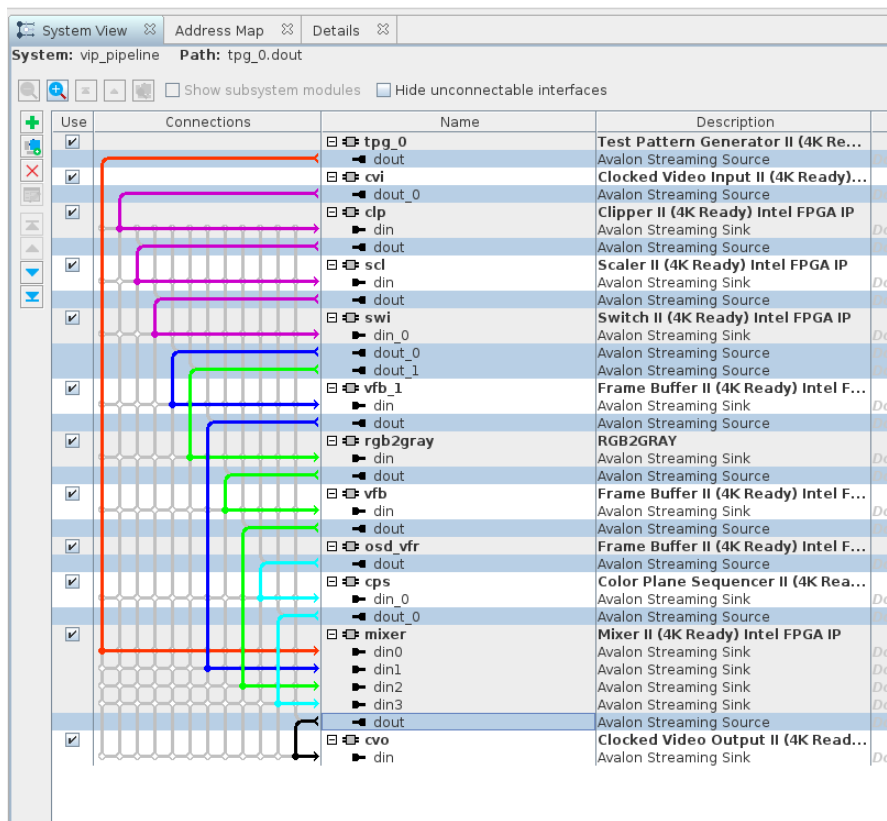 System View Address Map Details
System: vip_pipeline Path: tpg_0.dout
Show subsystem modules Hide unconnectable interfaces
Use Connections Name Description
tpg_0 Test Pattern Generator II (4K Re...
dout Avalon Streaming Source
cvi Clocked Video Input II (4K Ready)...
dout_0 Avalon Streaming Source
clp Clipper II (4K Ready) Intel FPGA IP
din Avalon Streaming Sink
dout Avalon Streaming Source
scl Scaler II (4K Ready) Intel FPGA IP
din Avalon Streaming Sink
dout Avalon Streaming Source
swi Switch II (4K Ready) Intel FPGA IP
din_0 Avalon Streaming Sink
dout_0 Avalon Streaming Source
dout_1 Avalon Streaming Source
vfb_1 Frame Buffer II (4K Ready) Intel F...
din Avalon Streaming Sink
dout Avalon Streaming Source
rgb2gray RGB2GRAY
din Avalon Streaming Sink
dout Avalon Streaming Source
vfb Frame Buffer II (4K Ready) Intel F...
din Avalon Streaming Sink
dout Avalon Streaming Source
osd_vfr Frame Buffer II (4K Ready) Intel F...
dout Avalon Streaming Source
cps Color Plane Sequencer II (4K Rea...
din_0 Avalon Streaming Sink
dout_0 Avalon Streaming Source
mixer Mixer II (4K Ready) Intel FPGA IP
din0 Avalon Streaming Sink
din1 Avalon Streaming Sink
din2 Avalon Streaming Sink
din3 Avalon Streaming Sink
dout Avalon Streaming Source
cvo Clocked Video Output II (4K Read...
din Avalon Streaming Sink